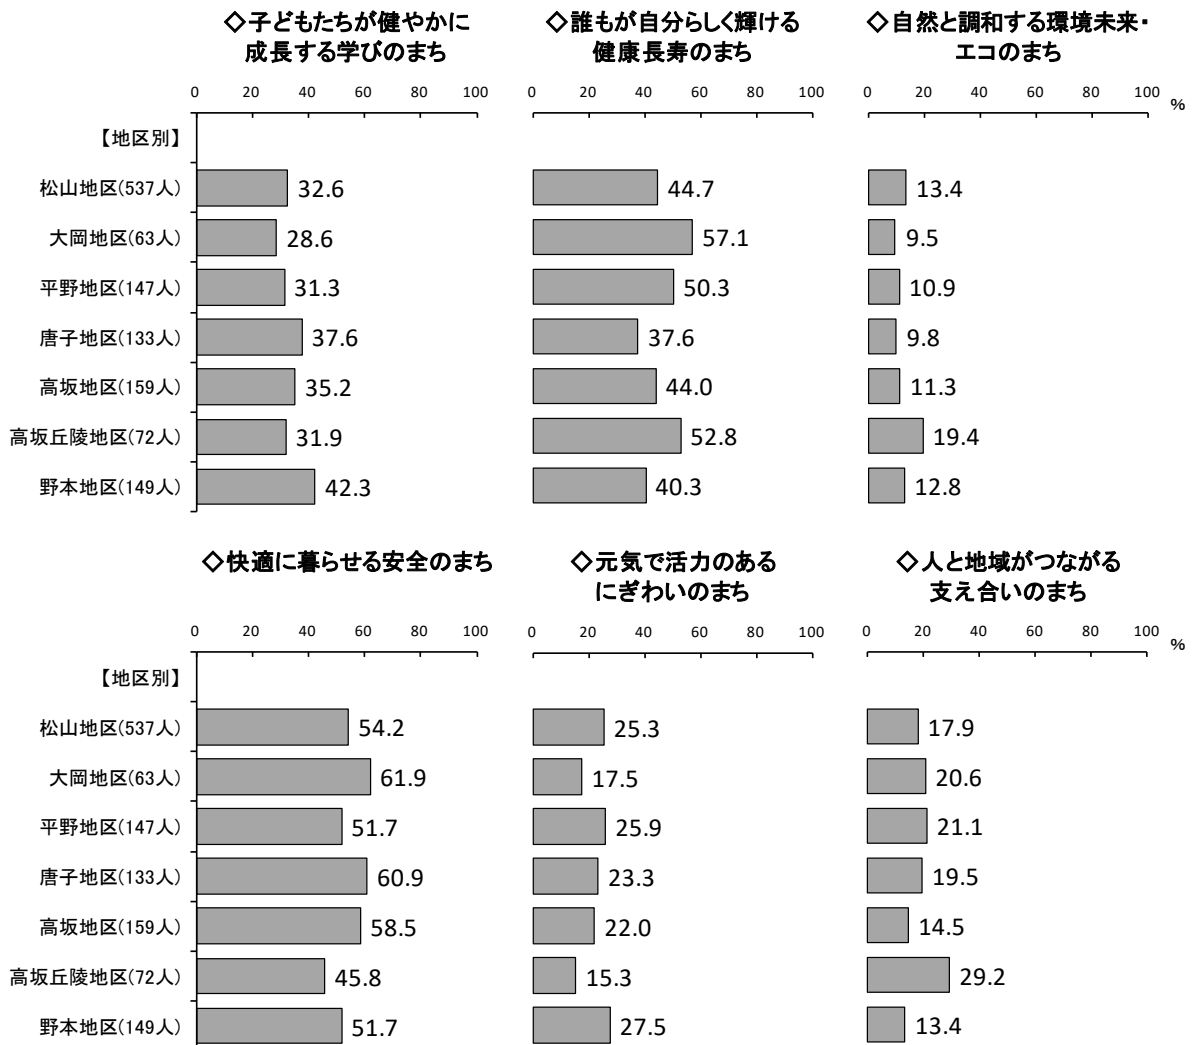 ◇子どもたちが健やかに
成長する学びのまち
◇誰もが自分らしく輝ける
健康長寿のまち
◇自然と調和する環境未来・
エコのまち
0 20 40 60 80 100
0 20 40 60 80 100
0 20 40 60 80 100 %
【地区別】
松山地区(537人) 32.6 44.7 13.4
大岡地区(63人) 28.6 57.1 9.5
平野地区(147人) 31.3 50.3 10.9
唐子地区(133人) 37.6 37.6 9.8
高坂地区(159人) 35.2 44.0 11.3
高坂丘陵地区(72人) 31.9 52.8 19.4
野本地区(149人) 42.3 40.3 12.8
◇快適に暮らせる安全のまち
◇元気で活力のある
にぎわいのまち
◇人と地域がつながる
支え合いのまち
0 20 40 60 80 100
0 20 40 60 80 100
0 20 40 60 80 100 %
【地区別】
松山地区(537人) 54.2 25.3 17.9
大岡地区(63人) 61.9 17.5 20.6
平野地区(147人) 51.7 25.9 21.1
唐子地区(133人) 60.9 23.3 19.5
高坂地区(159人) 58.5 22.0 14.5
高坂丘陵地区(72人) 45.8 15.3 29.2
野本地区(149人) 51.7 27.5 13.4